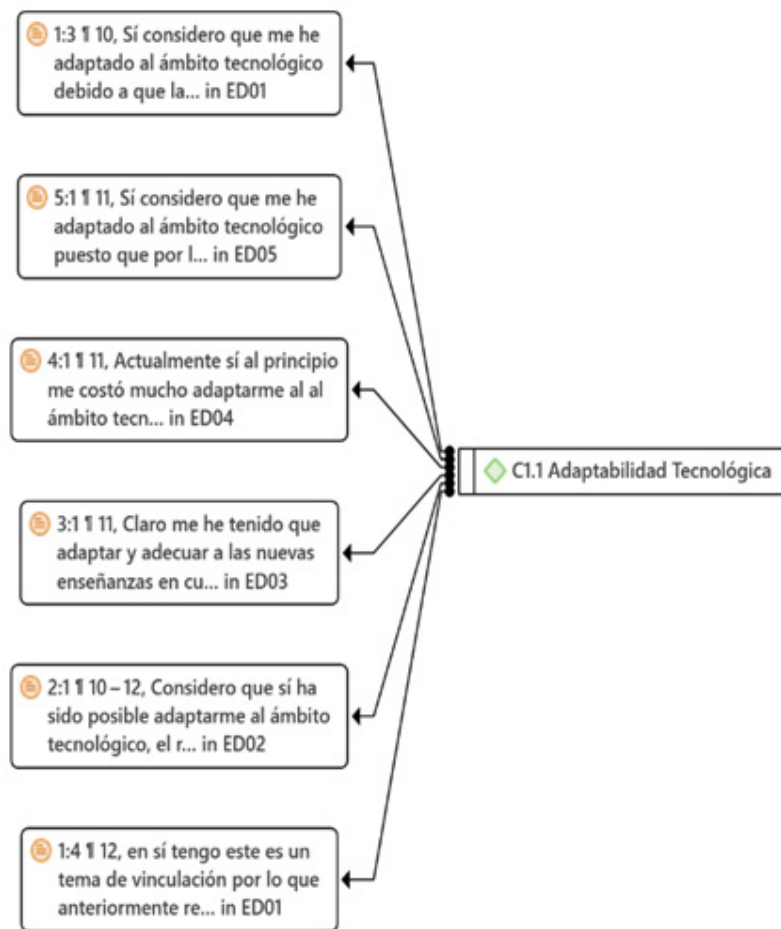 1:3 ¶ 10, Sí considero que me he
adaptado al ámbito tecnológico
debido a que la... in ED01
5:1 ¶ 11, Sí considero que me he
adaptado al ámbito tecnológico
puesto que por l... in ED05
4:1 ¶ 11, Actualmente sí al principio
me costó mucho adaptarme al al
ámbito tecn... in ED04
C1.1 Adaptabilidad Tecnológica
3:1 ¶ 11, Claro me he tenido que
adaptar y adecuar a las nuevas
enseñanzas en cu... in ED03
2:1 ¶ 10 – 12, Considero que sí ha
sido posible adaptarme al ámbito
tecnológico, el r... in ED02
1:4 ¶ 12, en sí tengo este es un
tema de vinculación por lo que
anteriormente re... in ED01